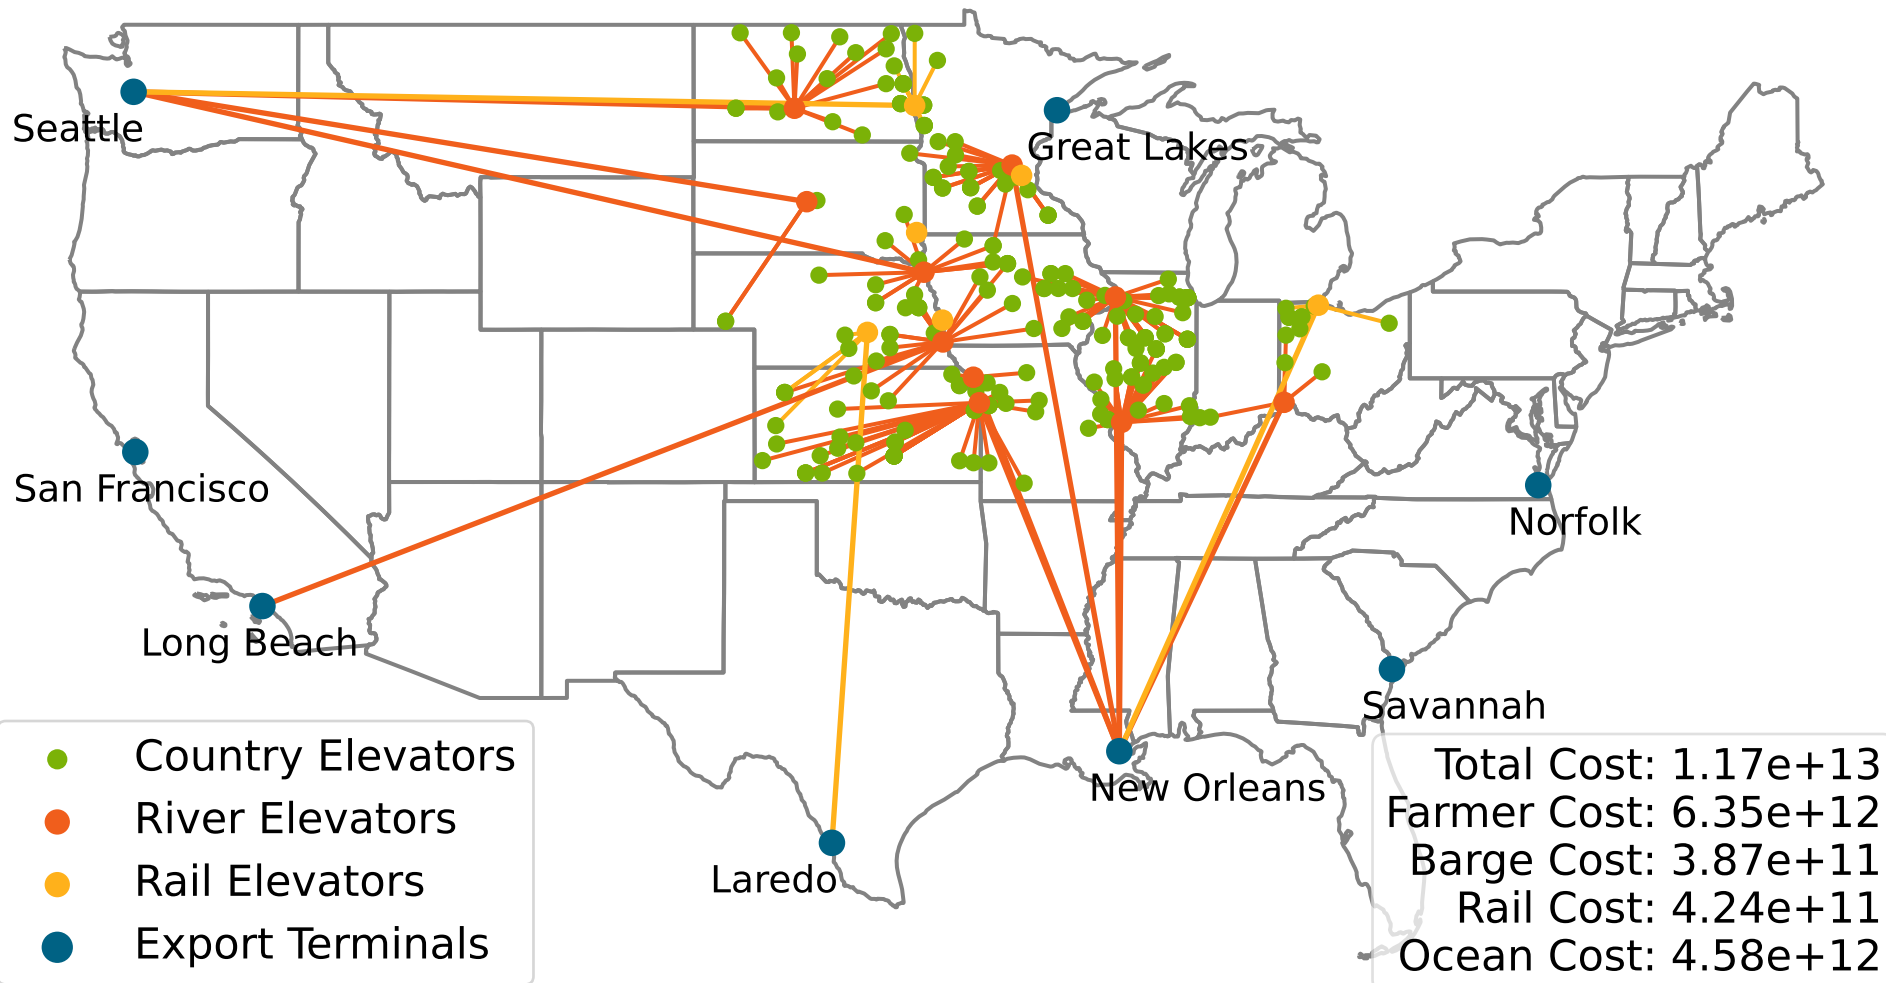 Seattle
Great Lakes
San Francisco
Norfolk
Long Beach
Savannah
New Orleans
Laredo
Country Elevators
River Elevators
Rail Elevators
Export Terminals
Total Cost: 1.17e+13
Farmer Cost: 6.35e+12
Barge Cost: 3.87e+11
Rail Cost: 4.24e+11
Ocean Cost: 4.58e+12